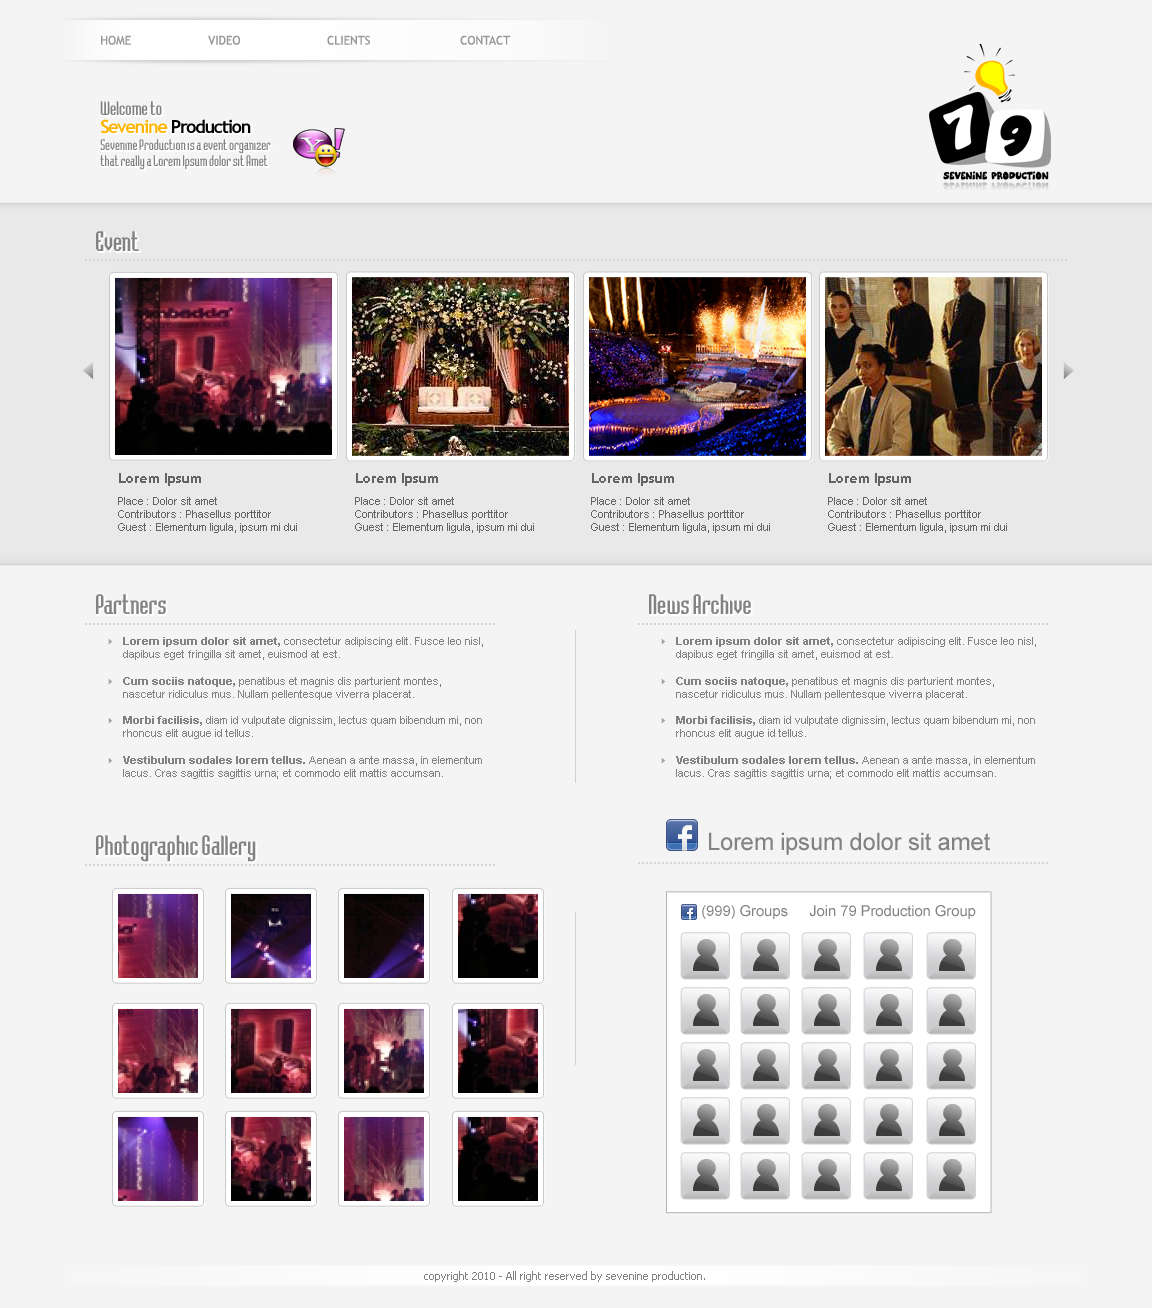 HOME VIDEO CLIENTS CONTACT
Welcome to
Sevenine Production
Sevenine Production is a event organizer
that really a Lorem Ipsum dolor sit Amet
Y!
79
SEVENINE PRODUCTION
Event
Lorem Ipsum
Place : Dolor sit amet
Contributors : Phasellus porttitor
Guest : Elementum ligula, ipsum mi dui
Lorem Ipsum
Place : Dolor sit amet
Contributors : Phasellus porttitor
Guest : Elementum ligula, ipsum mi dui
Lorem Ipsum
Place : Dolor sit amet
Contributors : Phasellus porttitor
Guest : Elementum ligula, ipsum mi dui
Lorem Ipsum
Place : Dolor sit amet
Contributors : Phasellus porttitor
Guest : Elementum ligula, ipsum mi dui
Partners
Lorem ipsum dolor sit amet, consectetur adipiscing elit. Fusce leo nisl,
dapibus eget fringilla sit amet, euismod at est.
Cum sociis natoque, penatibus et magnis dis parturient montes,
nascetur ridiculus mus. Nullam pellentesque viverra placerat.
Morbi facilisis, diam id vulputate dignissim, lectus quam bibendum mi, non
rhoncus elit augue id tellus.
Vestibulum sodales lorem tellus. Aenean a ante massa, in elementum
lacus. Cras sagittis sagittis urna; et commodo elit mattis accumsan.
News Archive
Lorem ipsum dolor sit amet, consectetur adipiscing elit. Fusce leo nisl,
dapibus eget fringilla sit amet, euismod at est.
Cum sociis natoque, penatibus et magnis dis parturient montes,
nascetur ridiculus mus. Nullam pellentesque viverra placerat.
Morbi facilisis, diam id vulputate dignissim, lectus quam bibendum mi, non
rhoncus elit augue id tellus.
Vestibulum sodales lorem tellus. Aenean a ante massa, in elementum
lacus. Cras sagittis sagittis urna; et commodo elit mattis accumsan.
Photographic Gallery
f Lorem ipsum dolor sit amet
f (999) Groups Join 79 Production Group
copyright 2010 - All right reserved by sevenine production.